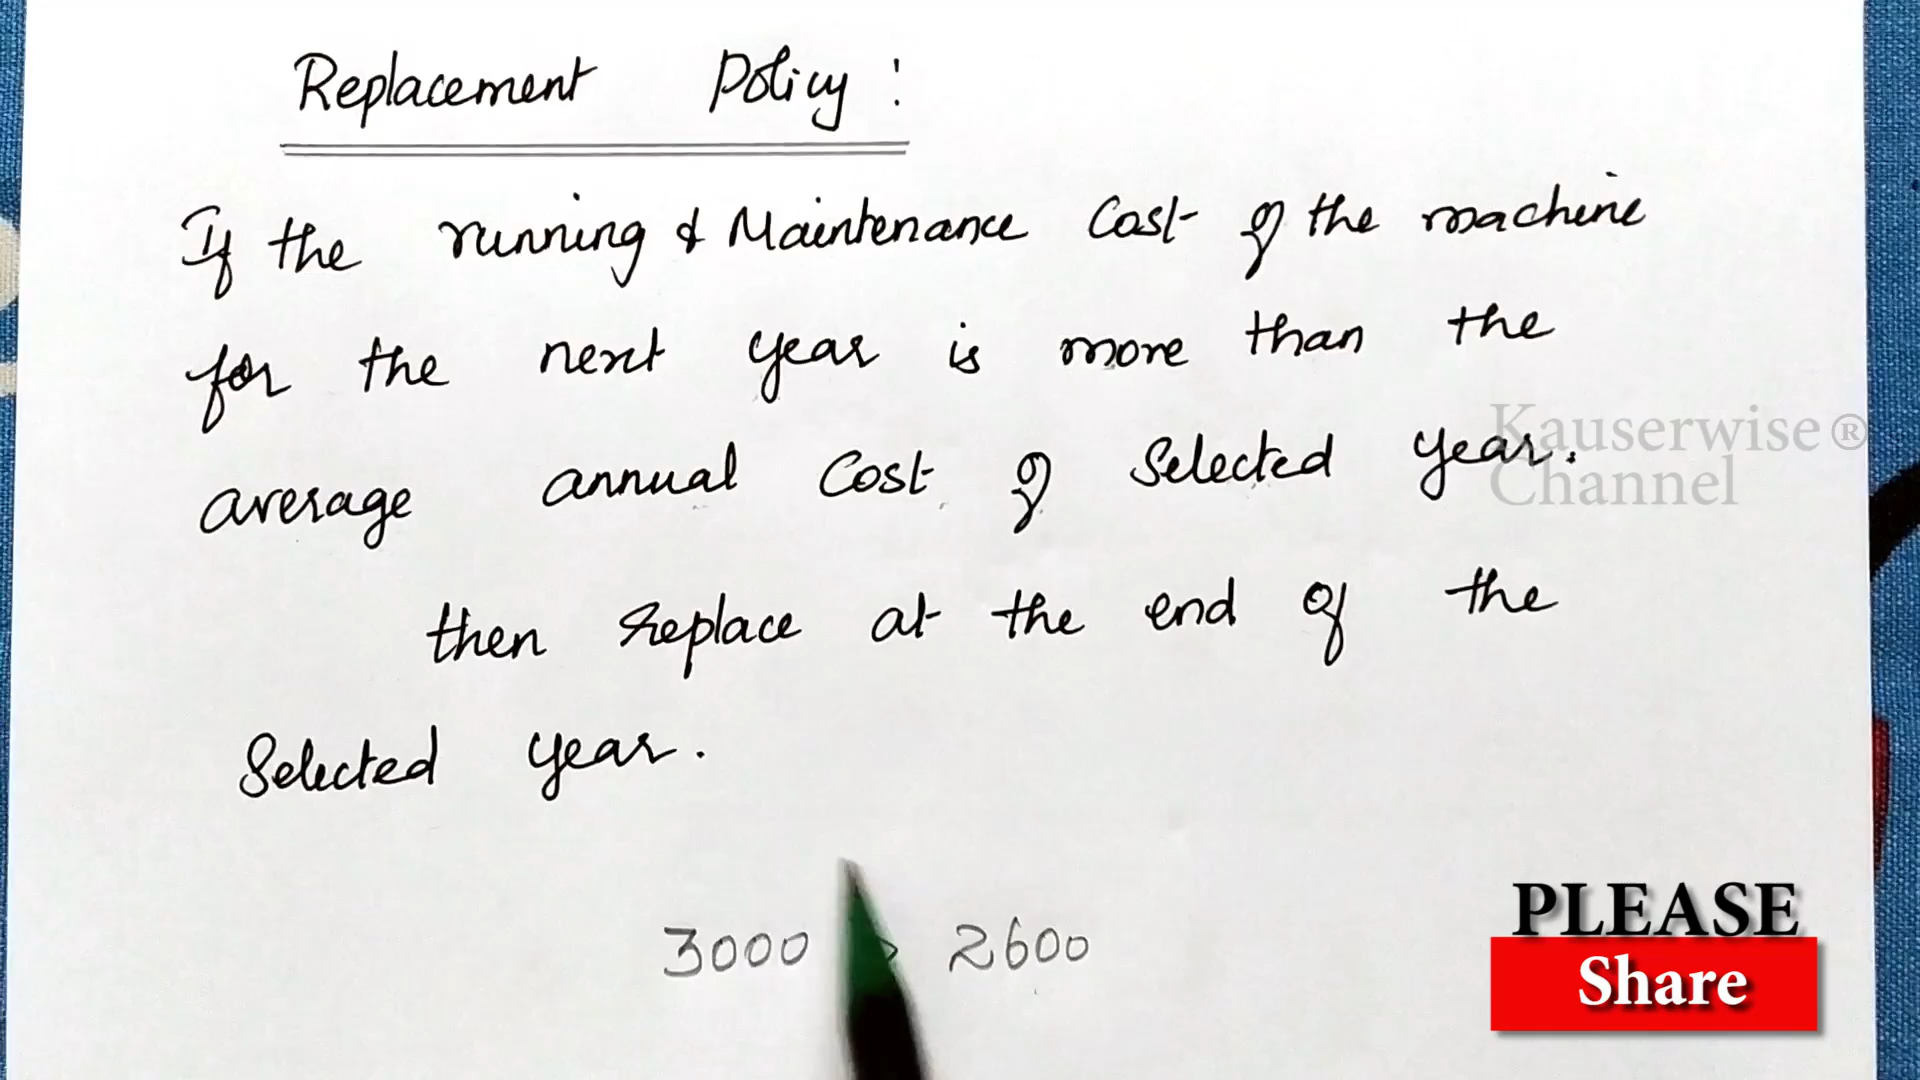 Replacement Policy :
If the running & Maintenance Cost of the machine
for the next year is more than the
average annual Cost of Selected year.
then replace at the end of the
Selected year.
3000 > 2600
Kauserwise®
Channel
PLEASE
Share